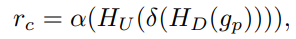 r_c = α(H_U(δ(H_D(g_p)))),